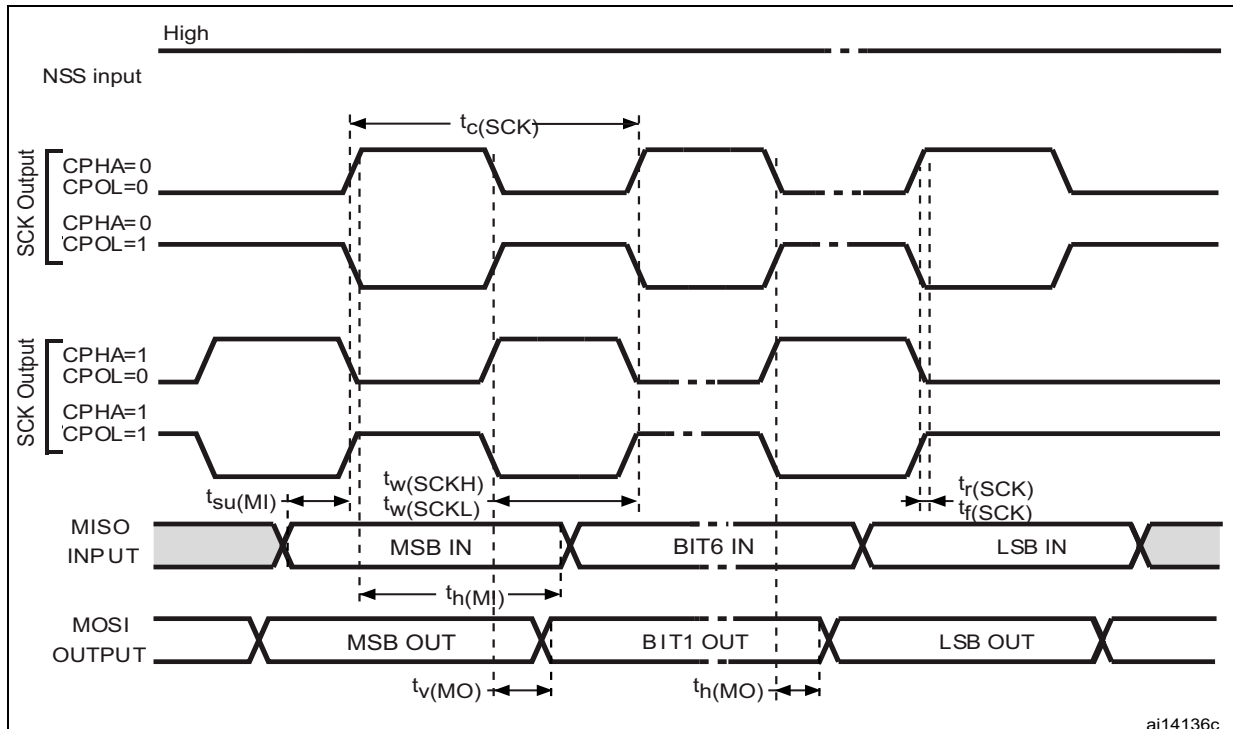 High
NSS input
tc(SCK)
SCK Output
CPHA=0
CPOL=0
CPHA=0
CPOL=1
SCK Output
CPHA=1
CPOL=0
CPHA=1
CPOL=1
tsu(MI)
tw(SCKH)
tw(SCKL)
tr(SCK)
tf(SCK)
MISO
INPUT
MSB IN
BIT6 IN
LSB IN
th(MI)
MOSI
OUTPUT
MSB OUT
BIT1 OUT
LSB OUT
tv(MO)
th(MO)
ai14136c